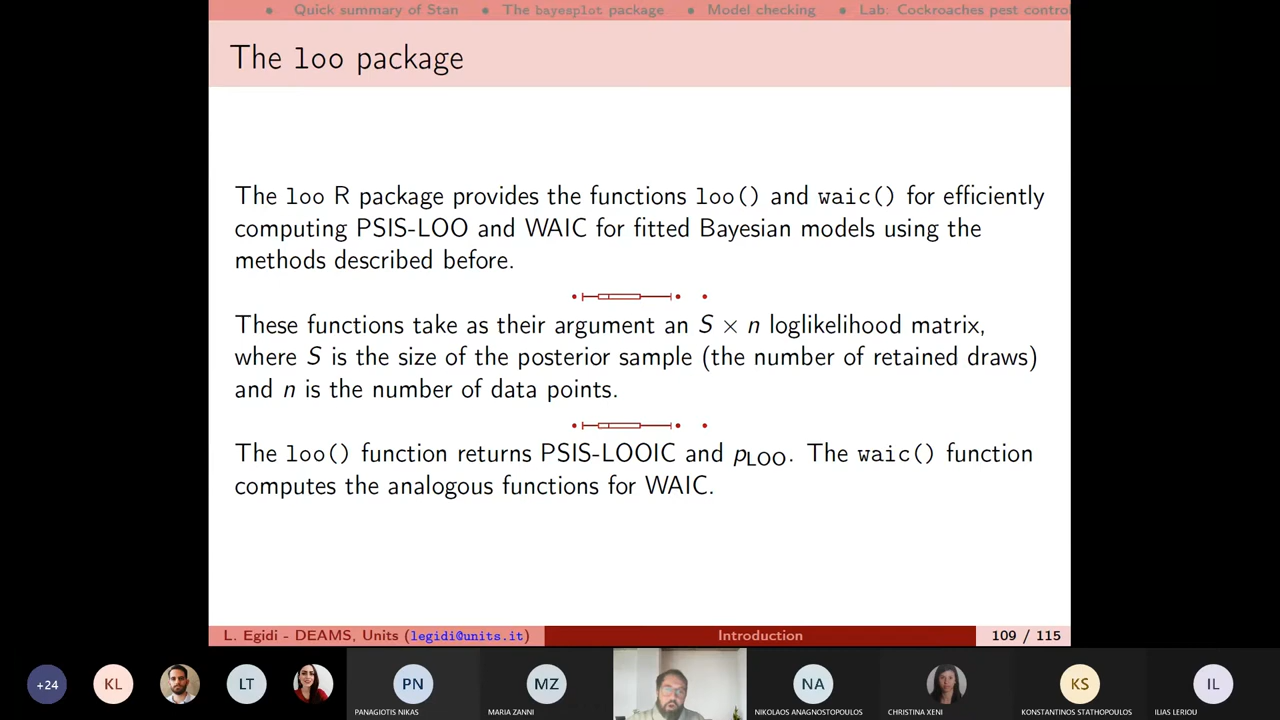 • Quick summary of Stan • The bayesplot package • Model checking • Lab: Cockroaches pest control
The loo package
The loo R package provides the functions loo() and waic() for efficiently
computing PSIS-LOO and WAIC for fitted Bayesian models using the
methods described before.
These functions take as their argument an S × n loglikelihood matrix,
where S is the size of the posterior sample (the number of retained draws)
and n is the number of data points.
The loo() function returns PSIS-LOOIC and pLOO. The waic() function
computes the analogous functions for WAIC.
L. Egidi - DEAMS, Units (legidi@units.it) Introduction 109 / 115
+24 KL LT PN MZ NA KS IL
PANAGIOTIS NIKAS MARIA ZANNI NIKOLAOS ANAGNOSTOPOULOS CHRISTINA XENI KONSTANTINOS STATHOPOULOS ILIAS LERIOU